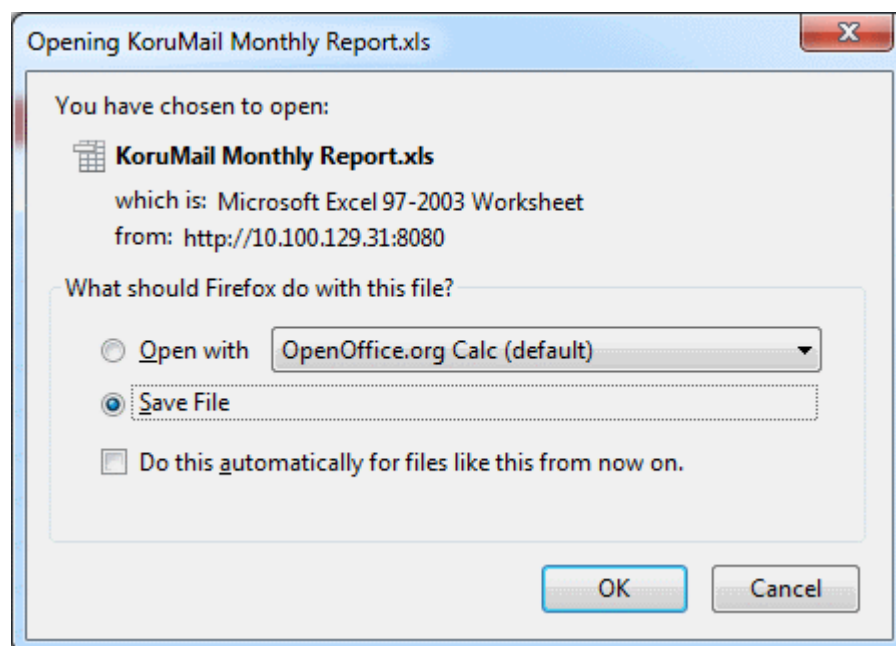 Opening KoruMail Monthly Report.xls
You have chosen to open:
KoruMail Monthly Report.xls
which is: Microsoft Excel 97-2003 Worksheet
from: http://10.100.129.31:8080
What should Firefox do with this file?
Open with OpenOffice.org Calc (default)
Save File
Do this automatically for files like this from now on.
OK Cancel